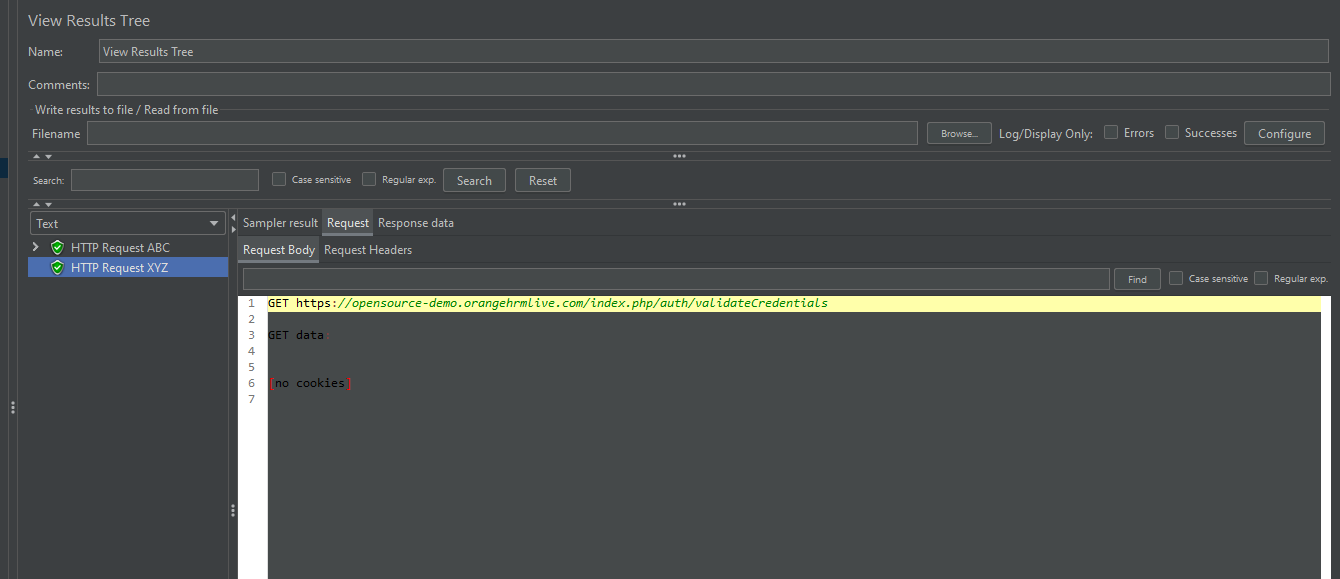 View Results Tree
Name: View Results Tree
Comments:
Write results to file / Read from file
Filename Browse... Log/Display Only: Errors Successes Configure
Search: Case sensitive Regular exp. Search Reset
Text
HTTP Request ABC
HTTP Request XYZ
Sampler result Request Response data
Request Body Request Headers
Find Case sensitive Regular exp.
1 GET https://opensource-demo.orangehrmlive.com/index.php/auth/validateCredentials
2
3 GET data
4
5
6 [no cookies]
7